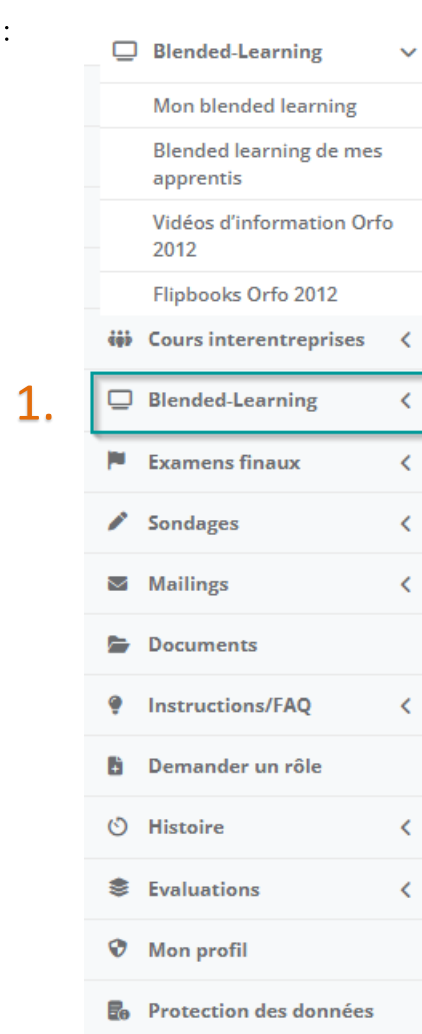 :
Blended-Learning
Mon blended learning
Blended learning de mes
apprentis
Vidéos d'information Orfo
2012
Flipbooks Orfo 2012
Cours interentreprises
1.
Blended-Learning
Examens finaux
Sondages
Mailings
Documents
Instructions/FAQ
Demander un rôle
Histoire
Evaluations
Mon profil
Protection des données